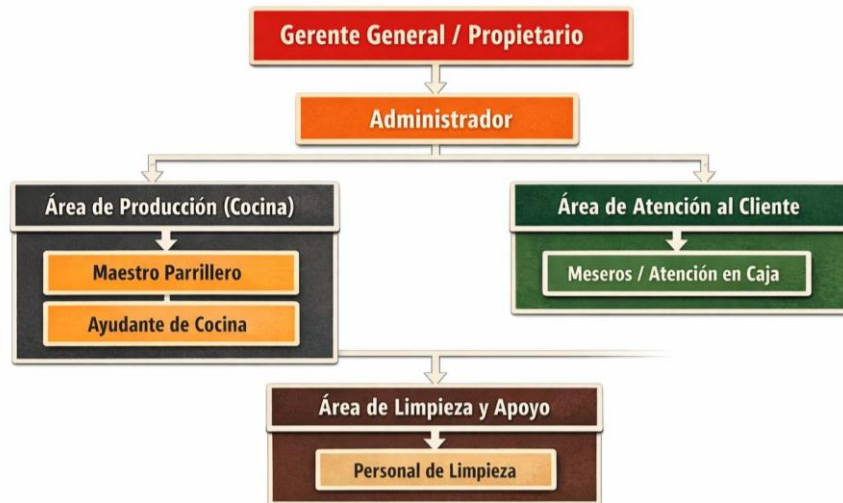 Gerente General / Propietario
Administrador
Área de Producción (Cocina)
Maestro Parrillero
Ayudante de Cocina
Área de Atención al Cliente
Meseros / Atención en Caja
Área de Limpieza y Apoyo
Personal de Limpieza